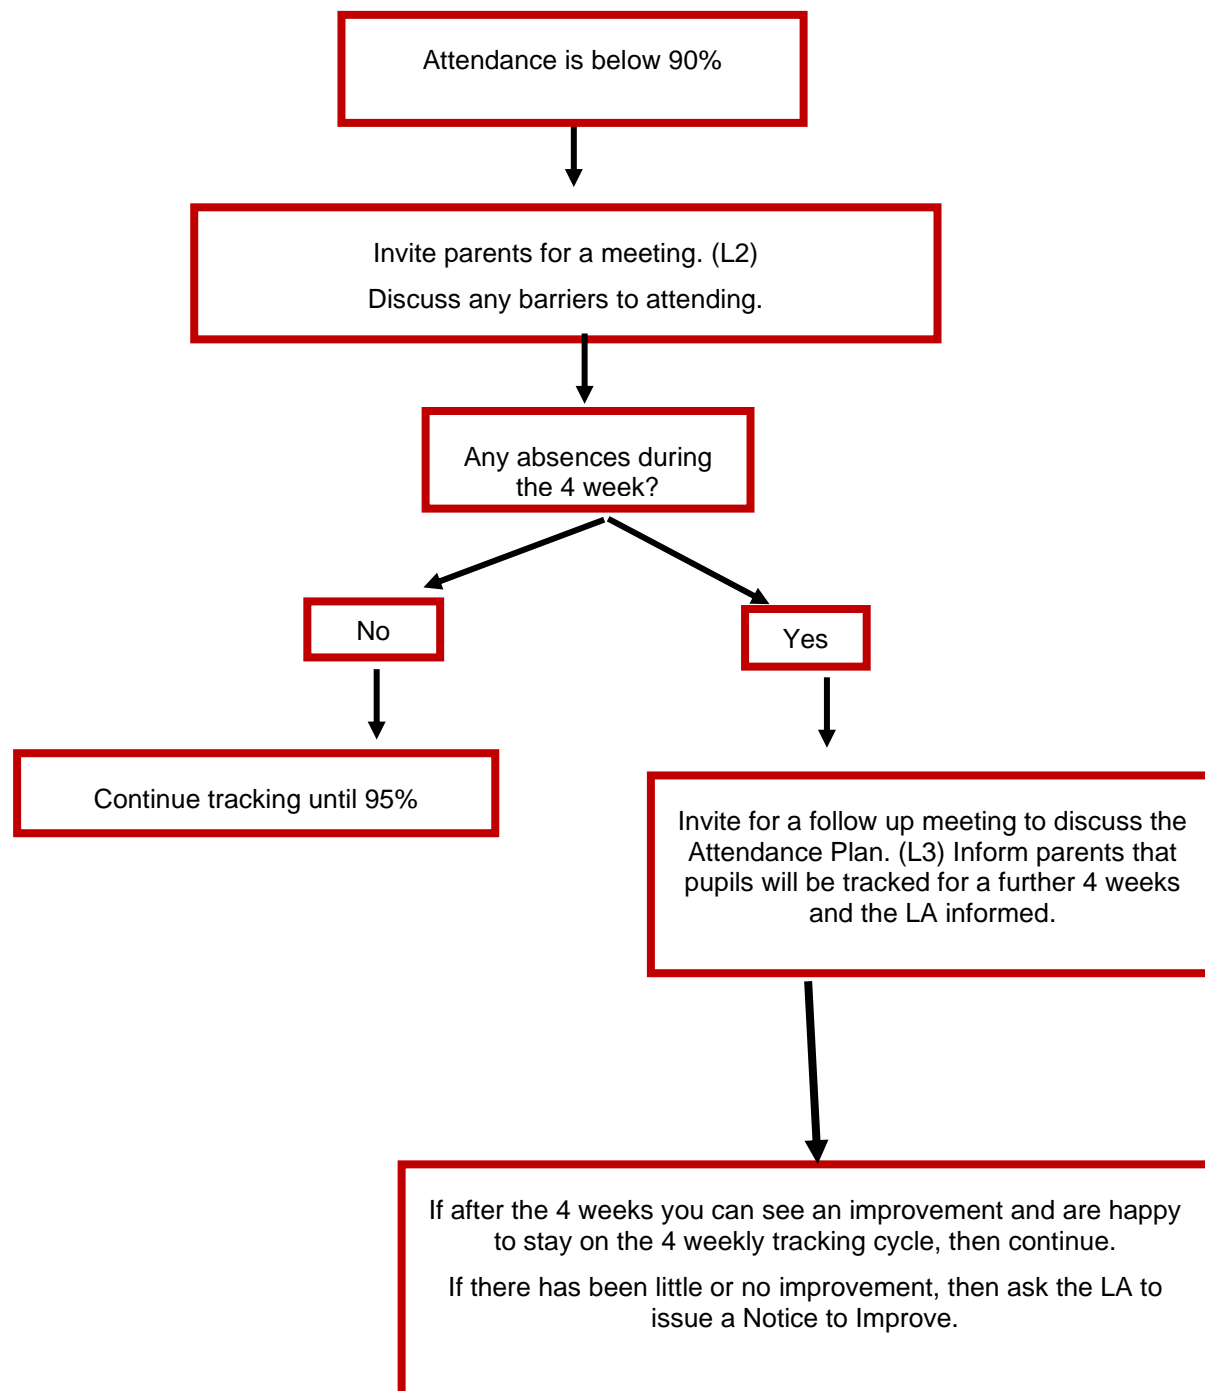 Attendance is below 90%
Invite parents for a meeting. (L2)
Discuss any barriers to attending.
Any absences during
the 4 week?
No
Yes
Continue tracking until 95%
Invite for a follow up meeting to discuss the
Attendance Plan. (L3) Inform parents that
pupils will be tracked for a further 4 weeks
and the LA informed.
If after the 4 weeks you can see an improvement and are happy
to stay on the 4 weekly tracking cycle, then continue.
If there has been little or no improvement, then ask the LA to
issue a Notice to Improve.